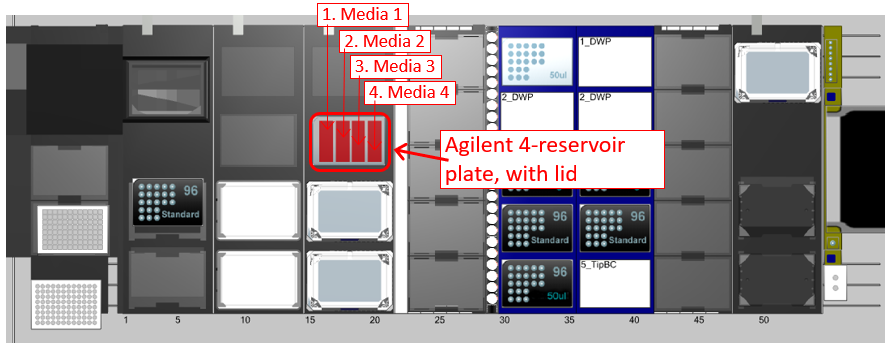 1. Media 1
2. Media 2
3. Media 3
4. Media 4
Agilent 4-reservoir
plate, with lid
50ul
1_DWP
2_DWP
2_DWP
96
Standard
96
Standard
96
Standard
96
50ul
5_TipBC
1
5
10
15
20
25
30
35
40
45
50